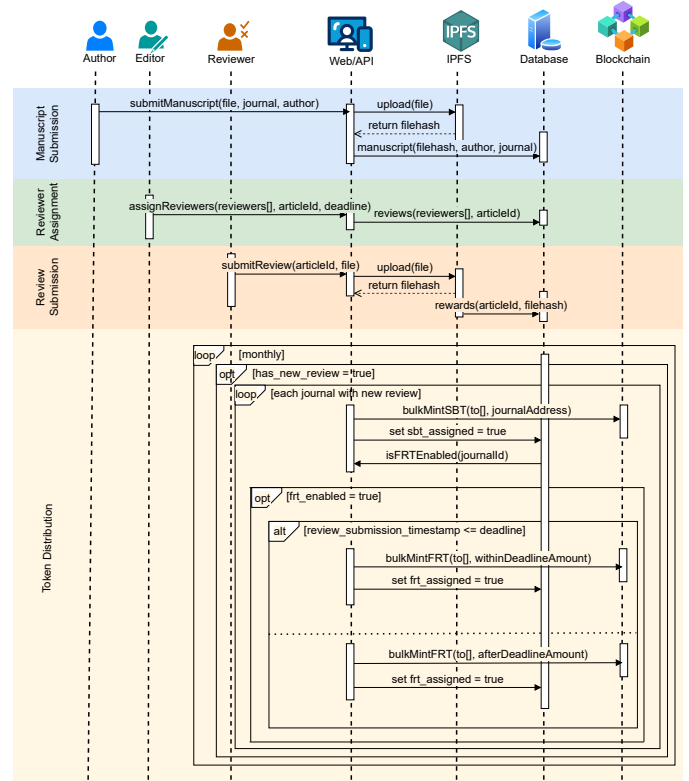 IPFS
Author
Editor
Reviewer
Web/API
IPFS
Database
Blockchain
Manuscript
Submission
submitManuscript(file, journal, author)
upload(file)
return filehash
manuscript(filehash, author, journal)
Reviewer
Assignment
assignReviewers(reviewers[], articleId, deadline)
reviews(reviewers[], articleId)
Review
Submission
submitReview(articleId, file)
upload(file)
return filehash
rewards(articleId, filehash)
Token Distribution
loop [monthly]
opt [has_new_review = true]
loop [each journal with new review]
bulkMintSBT(to[], journalAddress)
set sbt_assigned = true
isFRTEnabled(journalId)
opt [frt_enabled = true]
alt [review_submission_timestamp <= deadline]
bulkMintFRT(to[], withinDeadlineAmount)
set frt_assigned = true
bulkMintFRT(to[], afterDeadlineAmount)
set frt_assigned = true